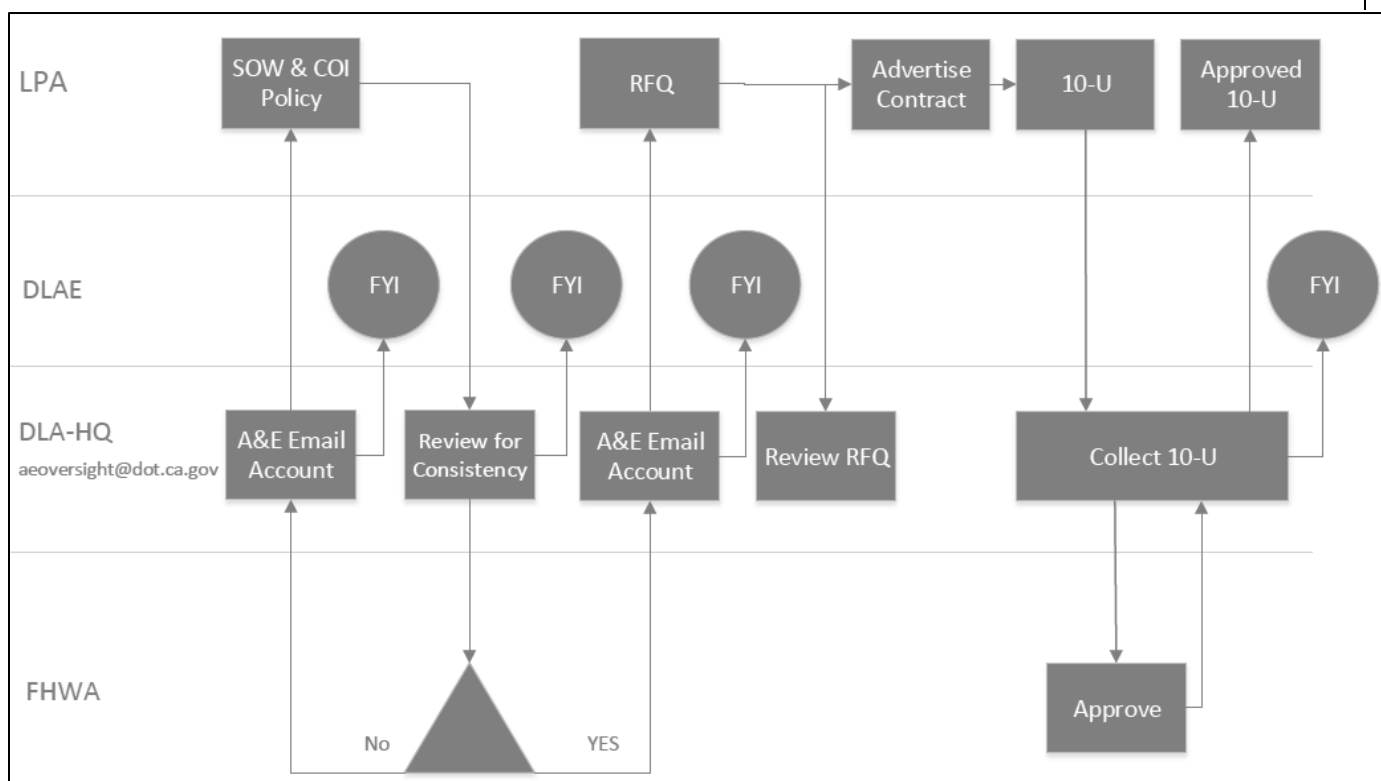 LPA
SOW & COI
Policy
RFQ
Advertise
Contract
10-U
Approved
10-U
DLAE
FYI
FYI
FYI
FYI
DLA-HQ
aeoversight@dot.ca.gov
A&E Email
Account
Review for
Consistency
A&E Email
Account
Review RFQ
Collect 10-U
FHWA
No
YES
Approve